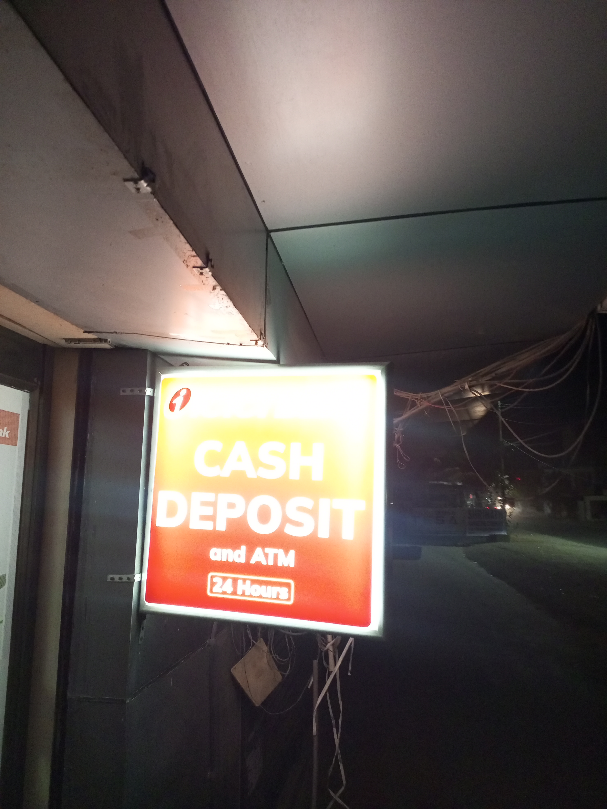 CASH
DEPOSIT
and ATM
24 Hours